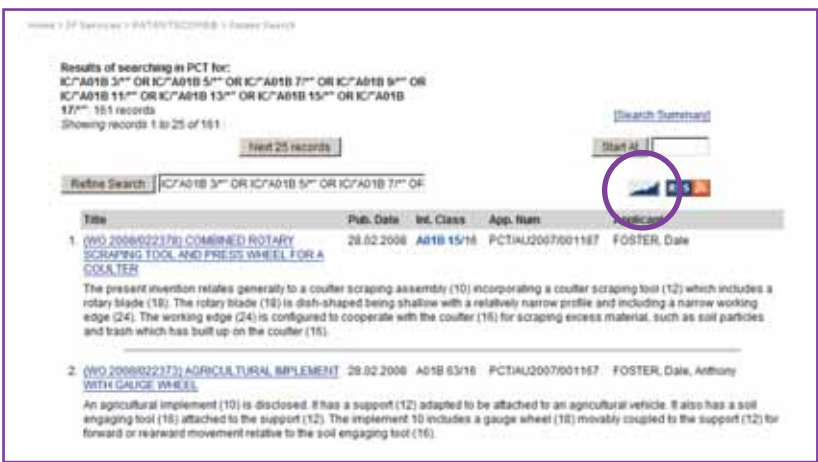 Home > IP Services > PATENTSCOPE® > Patent Search
Results of searching in PCT for:
IC/"A01B 3/*" OR IC/"A01B 5/*" OR IC/"A01B 7/*" OR IC/"A01B 9/*" OR
IC/"A01B 11/*" OR IC/"A01B 13/*" OR IC/"A01B 15/*" OR IC/"A01B
17/*": 161 records
Showing records 1 to 25 of 161 :
[Search Summary]
Next 25 records
Start At
Refine Search IC/"A01B 3/*" OR IC/"A01B 5/*" OR IC/"A01B 7/*" OF
RSS
Title Pub. Date Int. Class App. Num Applicant
1. (WO 2008/022378) COMBINED ROTARY 28.02.2008 A01B 15/16 PCT/AU2007/001187 FOSTER, Dale
SCRAPING TOOL AND PRESS WHEEL FOR A
COULTER
The present invention relates generally to a coulter scraping assembly (10) incorporating a coulter scraping tool (12) which includes a
rotary blade (18). The rotary blade (18) is dish-shaped being shallow with a relatively narrow profile and including a narrow working
edge (24). The working edge (24) is configured to cooperate with the coulter (16) for scraping excess material, such as soil particles
and trash which has built up on the coulter (16).
2. (WO 2008/022373) AGRICULTURAL IMPLEMENT 28.02.2008 A01B 63/16 PCT/AU2007/001167 FOSTER, Dale, Anthony
WITH GAUGE WHEEL
An agricultural implement (10) is disclosed. It has a support (12) adapted to be attached to an agricultural vehicle. It also has a soil
engaging tool (16) attached to the support (12). The implement 10 includes a gauge wheel (18) movably coupled to the support (12) for
forward or rearward movement relative to the soil engaging tool (16).